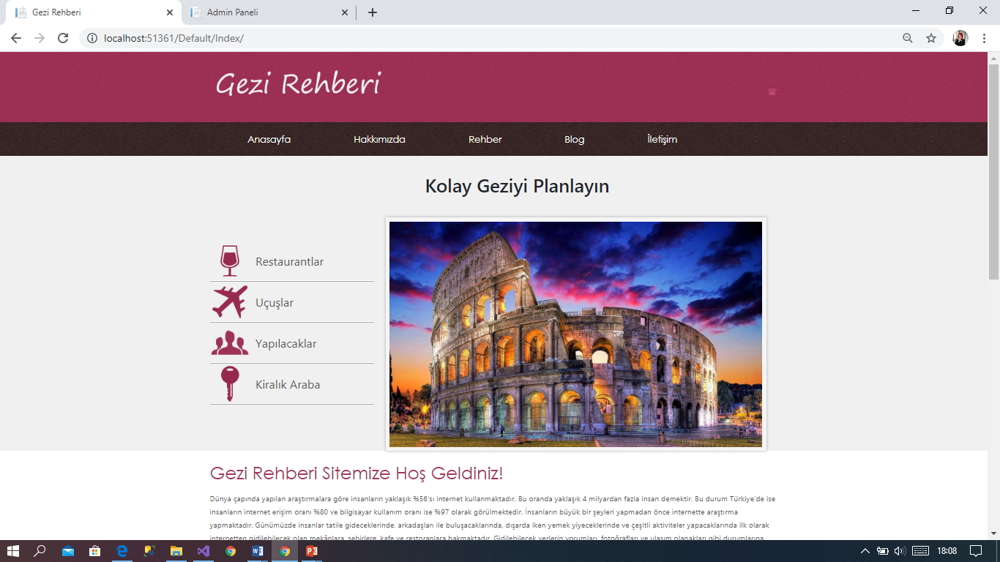 Gezi Rehberi
Admin Paneli
localhost:51361/Default/Index/
Gezi Rehberi
Anasayfa Hakkımızda Rehber Blog İletişim
Kolay Geziyi Planlayın
Restaurantlar
Uçuşlar
Yapılacaklar
Kiralık Araba
Gezi Rehberi Sitemize Hoş Geldiniz!
Dünya çapında yapılan araştırmalara göre insanların yaklaşık %56'sı internet kullanmaktadır. Bu oranda yaklaşık 4 milyardan fazla insan demektir. Bu durum Türkiye'de ise
insanların internet erişim oranı %80 ve bilgisayar kullanım oranı ise %97 olarak görülmektedir. İnsanların büyük bir şeyleri yapmadan önce internette araştırma
yapmaktadır. Günümüzde insanlar tatile gideceklerinde, arkadaşları ile buluşacaklarında, dışarda iken yemek yiyeceklerinde ve çeşitli aktiviteler yapacaklarında ilk olarak
internetten gidilebilecek olan mekânlara, şehirlere, kafe ve restoranlara bakmaktadır. Gidilebilecek yerlerin yorumları, fotoğrafları ve ulaşım olanakları gibi durumlarına
18:08